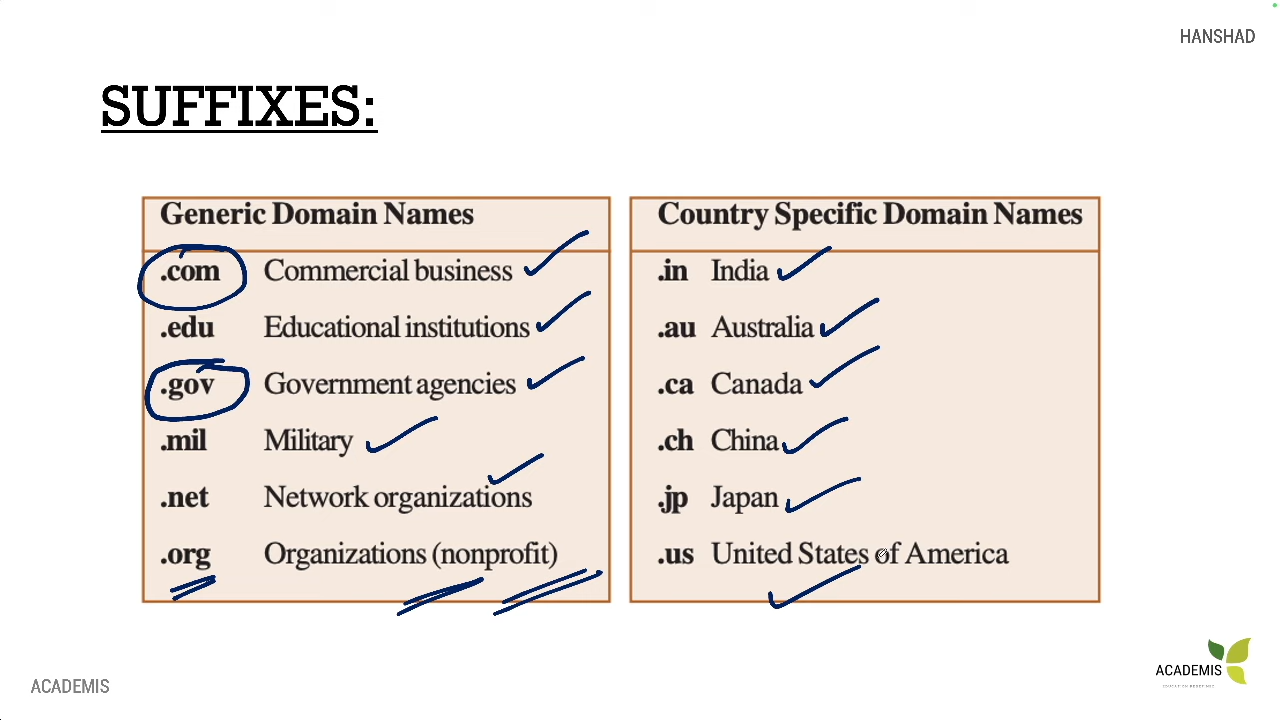 HANSHAD
SUFFIXES:
Generic Domain Names
.com Commercial business
.edu Educational institutions
.gov Government agencies
.mil Military
.net Network organizations
.org Organizations (nonprofit)
Country Specific Domain Names
.in India
.au Australia
.ca Canada
.ch China
.jp Japan
.us United States of America
ACADEMIS
ACADEMIS
EDUCATION REDEFINED